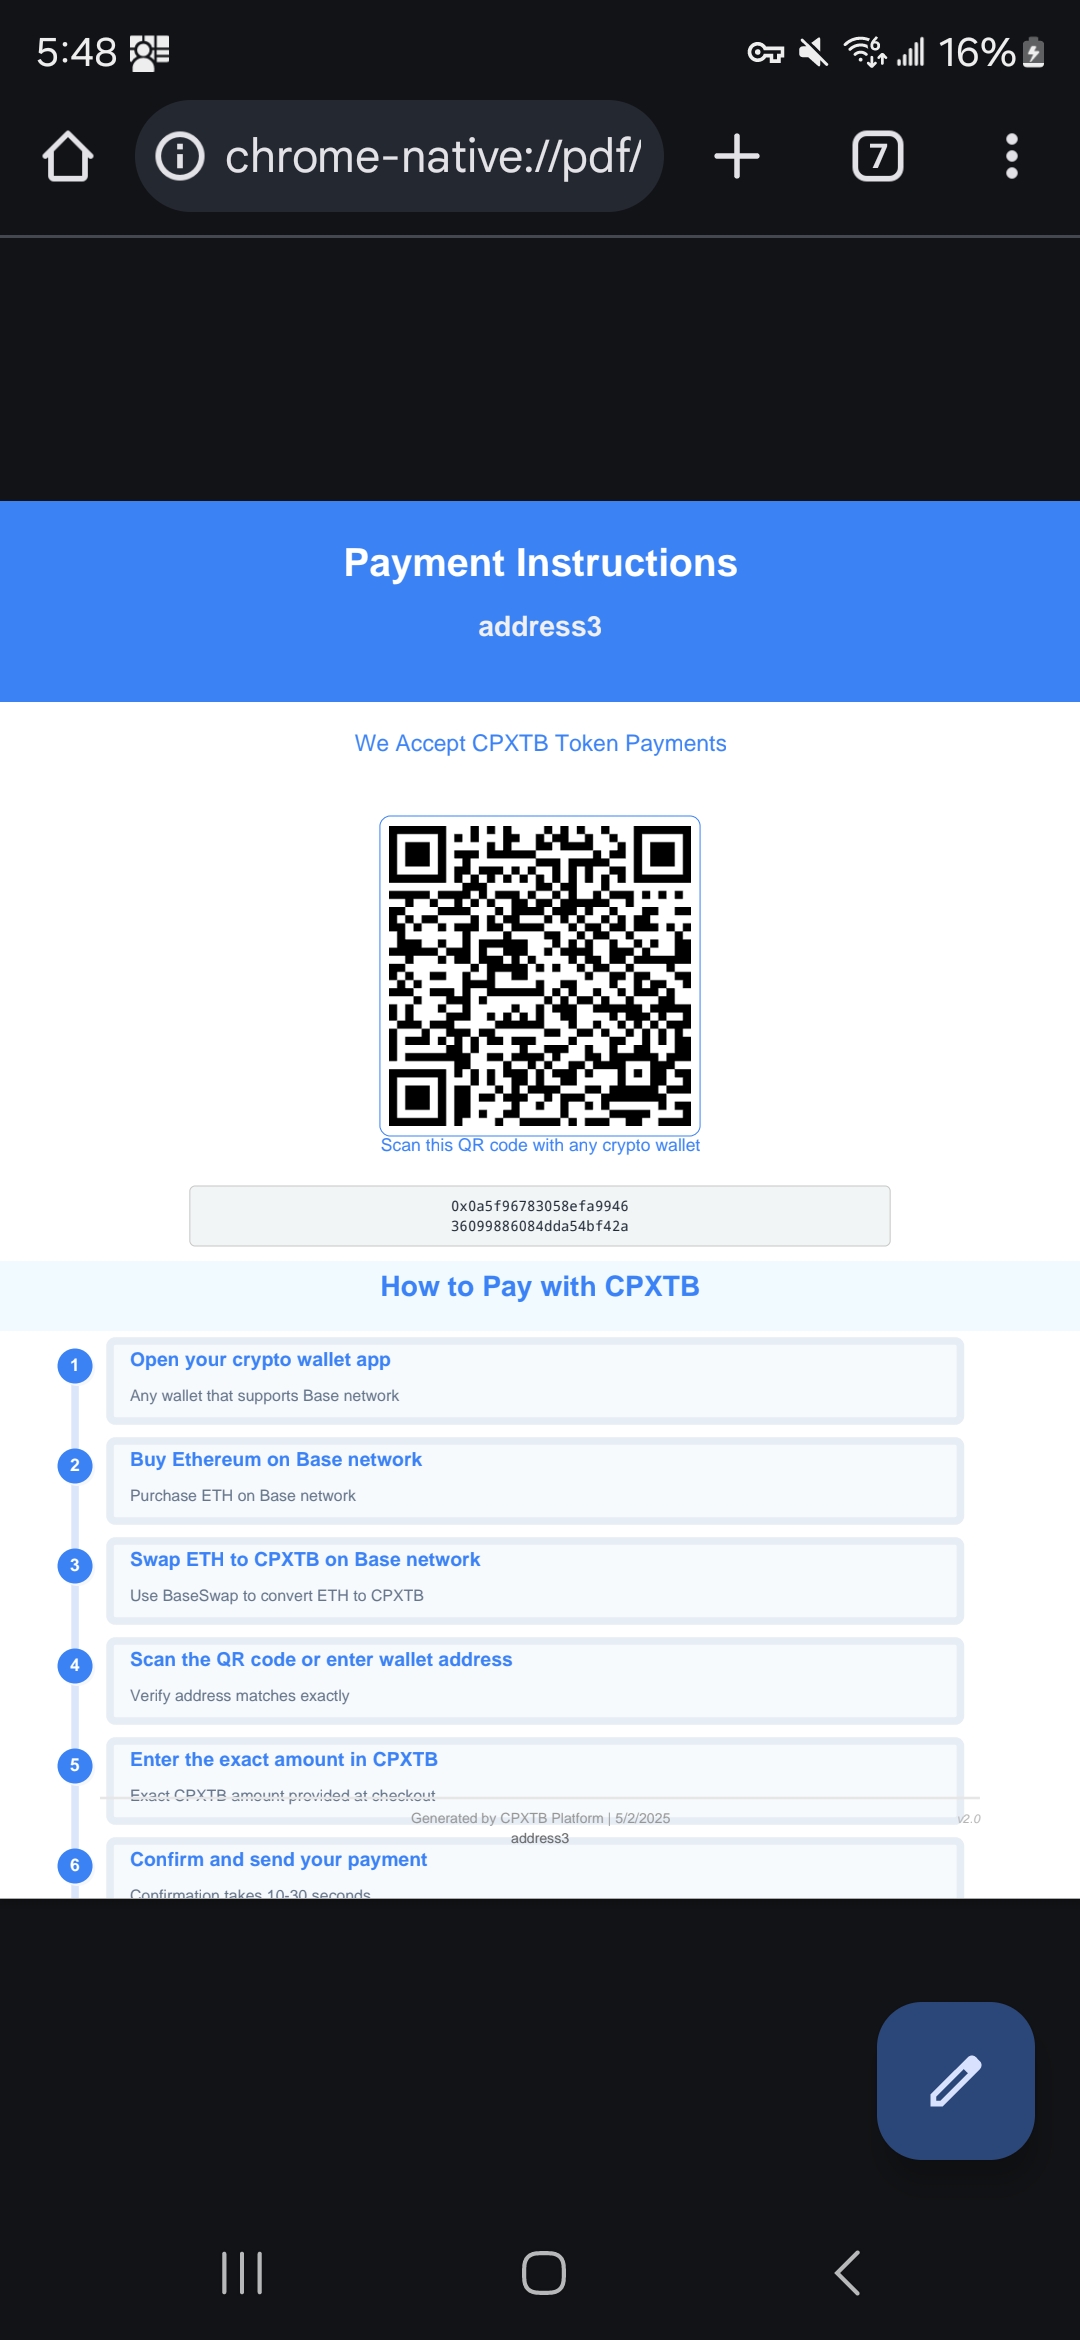 5:48
16%
chrome-native://pdf/
7
Payment Instructions
address3
We Accept CPXTB Token Payments
Scan this QR code with any crypto wallet
0x0a5f96783058efa9946
36099886084dda54bf42a
How to Pay with CPXTB
1
Open your crypto wallet app
Any wallet that supports Base network
2
Buy Ethereum on Base network
Purchase ETH on Base network
3
Swap ETH to CPXTB on Base network
Use BaseSwap to convert ETH to CPXTB
4
Scan the QR code or enter wallet address
Verify address matches exactly
5
Enter the exact amount in CPXTB
Exact CPXTB amount provided at checkout
Generated by CPXTB Platform | 5/2/2025
v2.0
address3
6
Confirm and send your payment
Confirmation takes 10-30 seconds